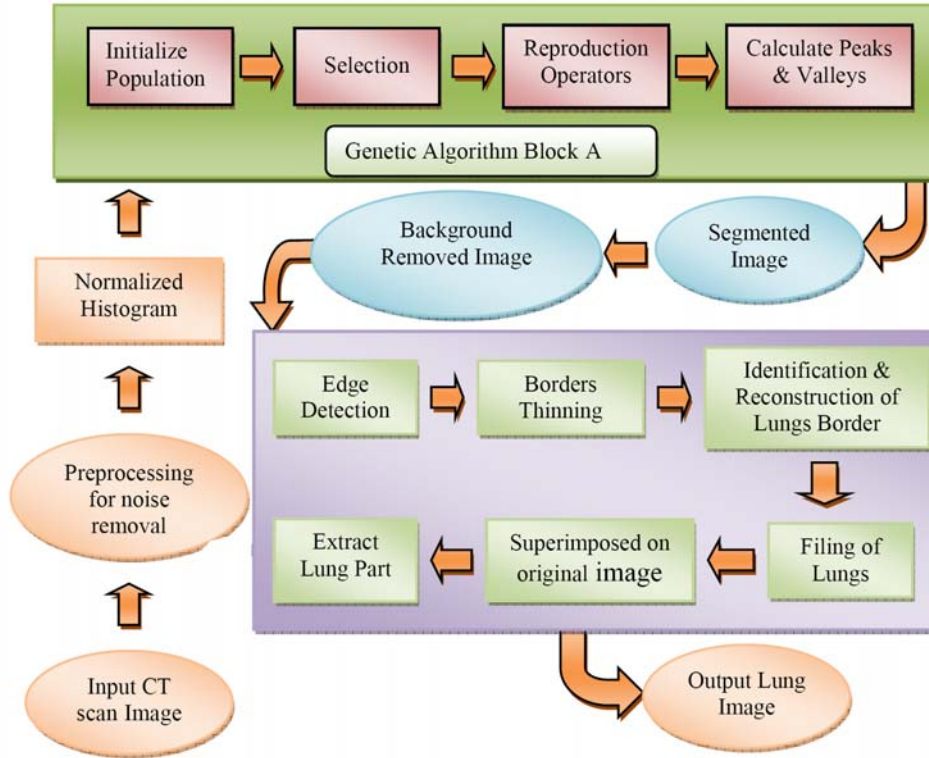 Initialize
Population
Selection
Reproduction
Operators
Calculate Peaks
& Valleys
Genetic Algorithm Block A
Normalized
Histogram
Background
Removed Image
Segmented
Image
Edge
Detection
Borders
Thinning
Identification &
Reconstruction of
Lungs Border
Preprocessing
for noise
removal
Extract
Lung Part
Superimposed on
original image
Filing of
Lungs
Input CT
scan Image
Output Lung
Image